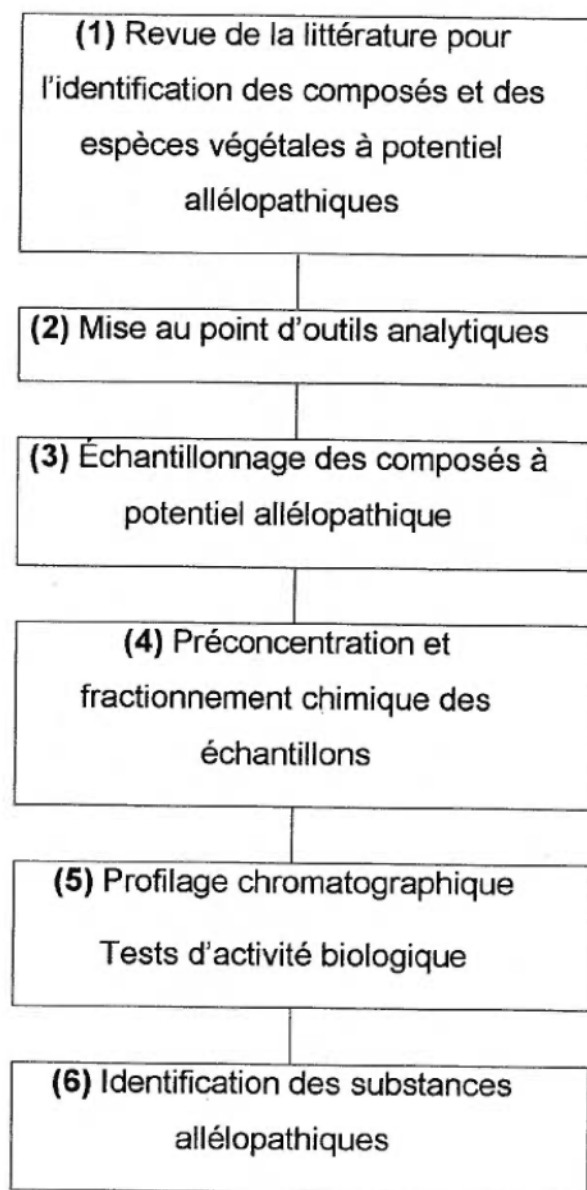 (1) Revue de la littérature pour
l'identification des composés et des
espèces végétales à potentiel
allélopathiques
(2) Mise au point d'outils analytiques
(3) Échantillonnage des composés à
potentiel allélopathique
(4) Préconcentration et
fractionnement chimique des
échantillons
(5) Profilage chromatographique
Tests d'activité biologique
(6) Identification des substances
allélopathiques